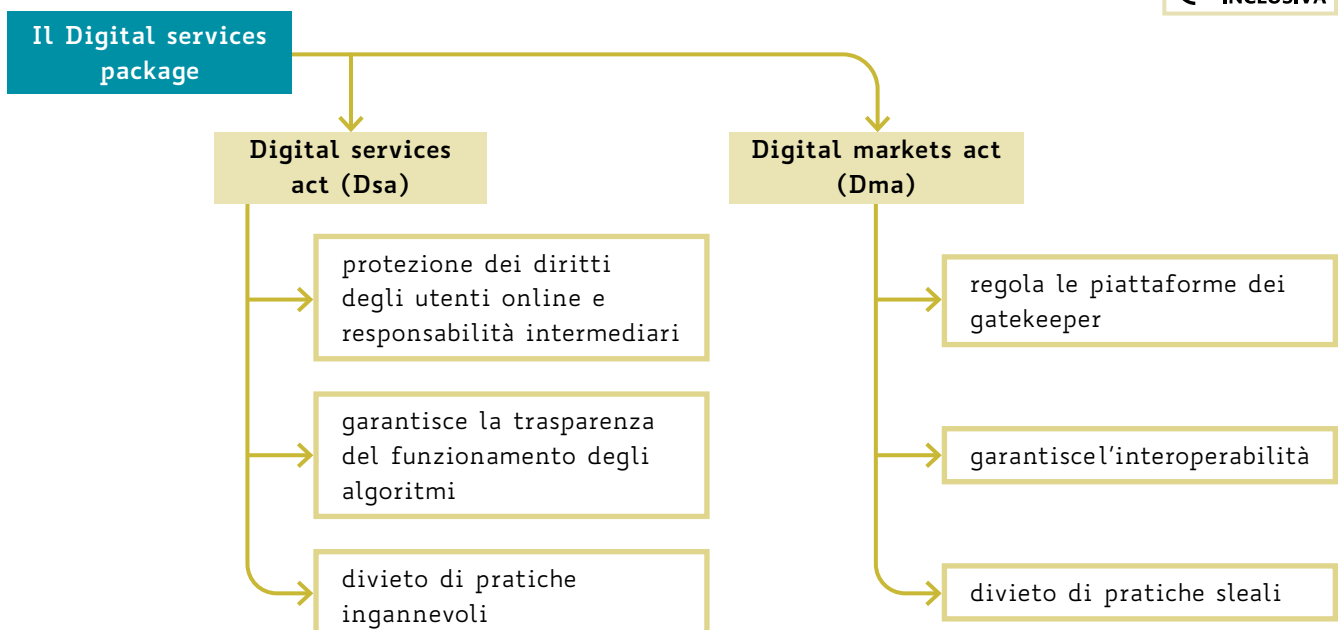 INCLUSIVA
Il Digital services
package
Digital services
act (Dsa)
Digital markets act
(Dma)
protezione dei diritti
degli utenti online e
responsabilità intermediari
garantisce la trasparenza
del funzionamento degli
algoritmi
divieto di pratiche
ingannevoli
regola le piattaforme dei
gatekeeper
garantiscel’interoperabilità
divieto di pratiche sleali